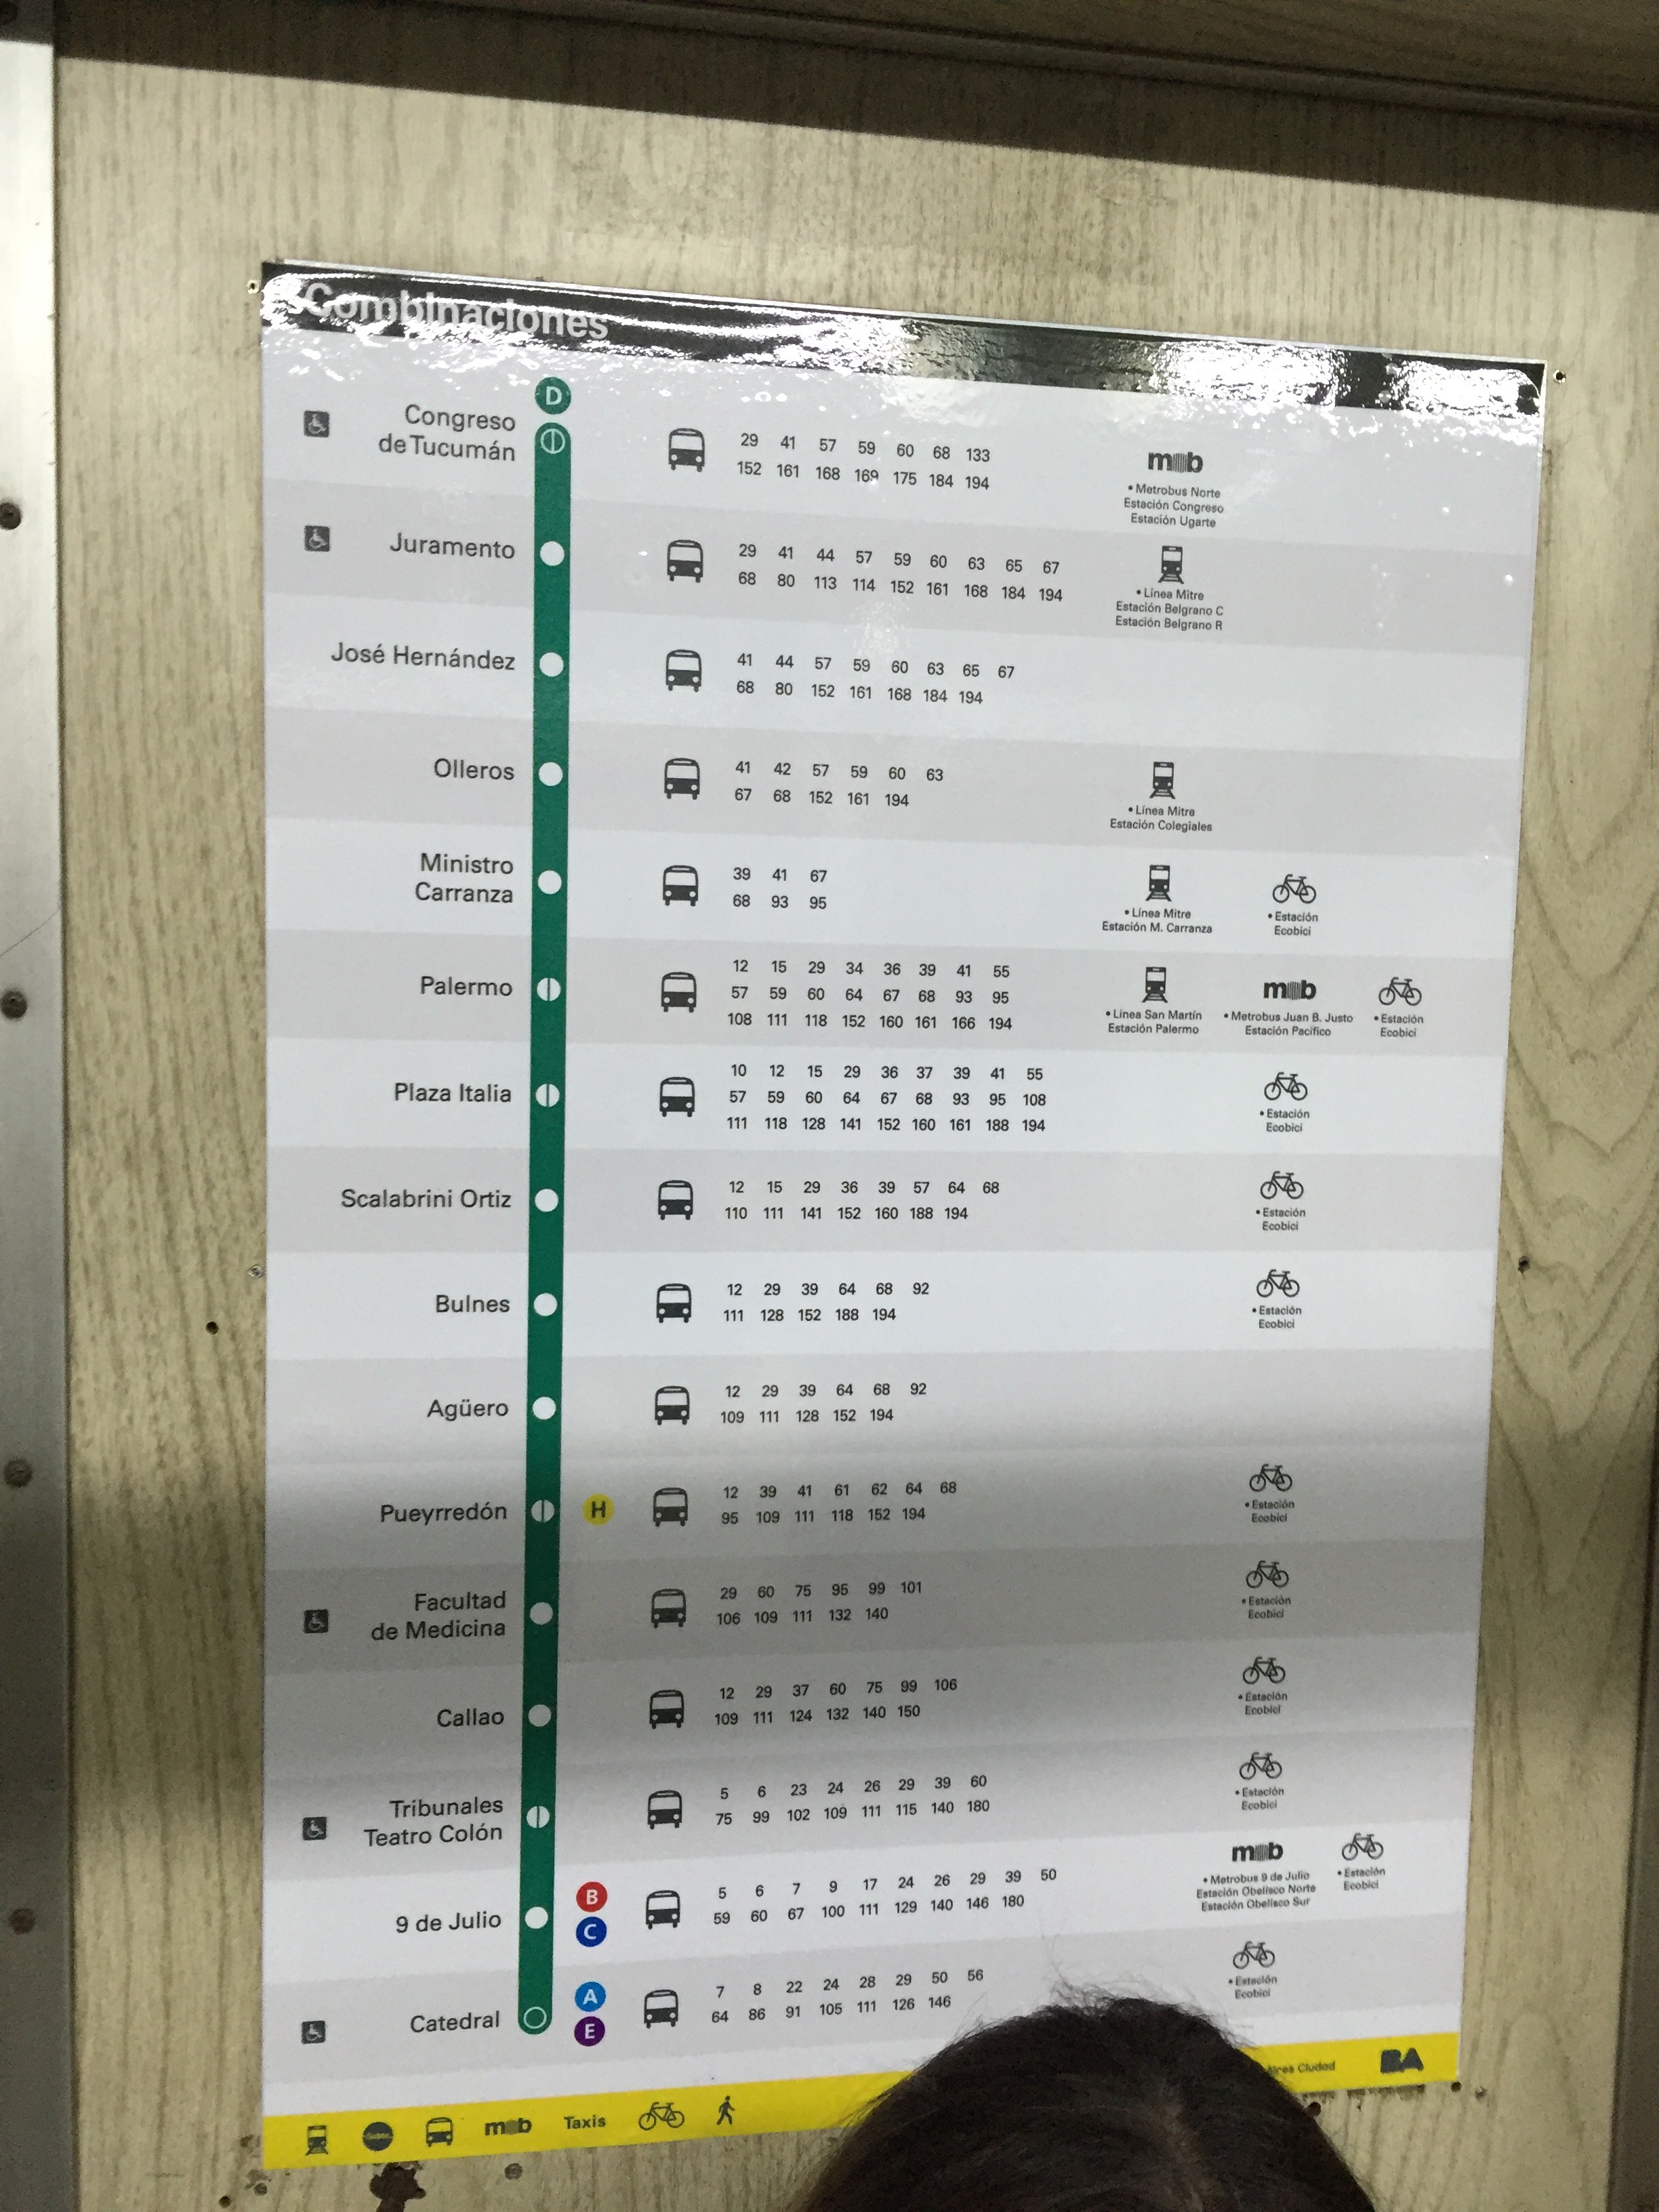 Combinaciones
D
Congreso
de Tucumán
29 41 57 59 60 68 133
152 161 168 169 175 184 194
mb
• Metrobus Norte
Estación Congreso
Estación Ugarte
Juramento
29 41 44 57 59 60 63 65 67
68 80 113 114 152 161 168 184 194
• Línea Mitre
Estación Belgrano C
Estación Belgrano R
José Hernández
41 44 57 59 60 63 65 67
68 80 152 161 168 184 194
Olleros
41 42 57 59 60 63
67 68 152 161 194
• Línea Mitre
Estación Colegiales
Ministro
Carranza
39 41 67
68 93 95
• Línea Mitre
Estación M. Carranza
• Estación
Ecobici
Palermo
12 15 29 34 36 39 41 55
57 59 60 64 67 68 93 95
108 111 118 152 160 161 166 194
• Línea San Martín
Estación Palermo
mb
• Metrobus Juan B. Justo
Estación Pacífico
• Estación
Ecobici
Plaza Italia
10 12 15 29 36 37 39 41 55
57 59 60 64 67 68 93 95 108
111 118 128 141 152 160 161 188 194
• Estación
Ecobici
Scalabrini Ortiz
12 15 29 36 39 57 64 68
110 111 141 152 160 188 194
• Estación
Ecobici
Bulnes
12 29 39 64 68 92
111 128 152 188 194
• Estación
Ecobici
Agüero
12 29 39 64 68 92
109 111 128 152 194
Pueyrredón
H
12 39 41 61 62 64 68
95 109 111 118 152 194
• Estación
Ecobici
Facultad
de Medicina
29 60 75 95 99 101
106 109 111 132 140
• Estación
Ecobici
Callao
12 29 37 60 75 99 106
109 111 124 132 140 150
• Estación
Ecobici
Tribunales
Teatro Colón
5 6 23 24 26 29 39 60
75 99 102 109 111 115 140 180
• Estación
Ecobici
9 de Julio
B
C
5 6 7 9 17 24 26 29 39 50
59 60 67 100 111 129 140 146 180
mb
• Metrobus 9 de Julio
Estación Obelisco Norte
Estación Obelisco Sur
• Estación
Ecobici
Catedral
A
E
7 8 22 24 28 29 50 56
64 86 91 105 111 126 146
• Estación
Ecobici
mb
Taxis
Ciudad
BA